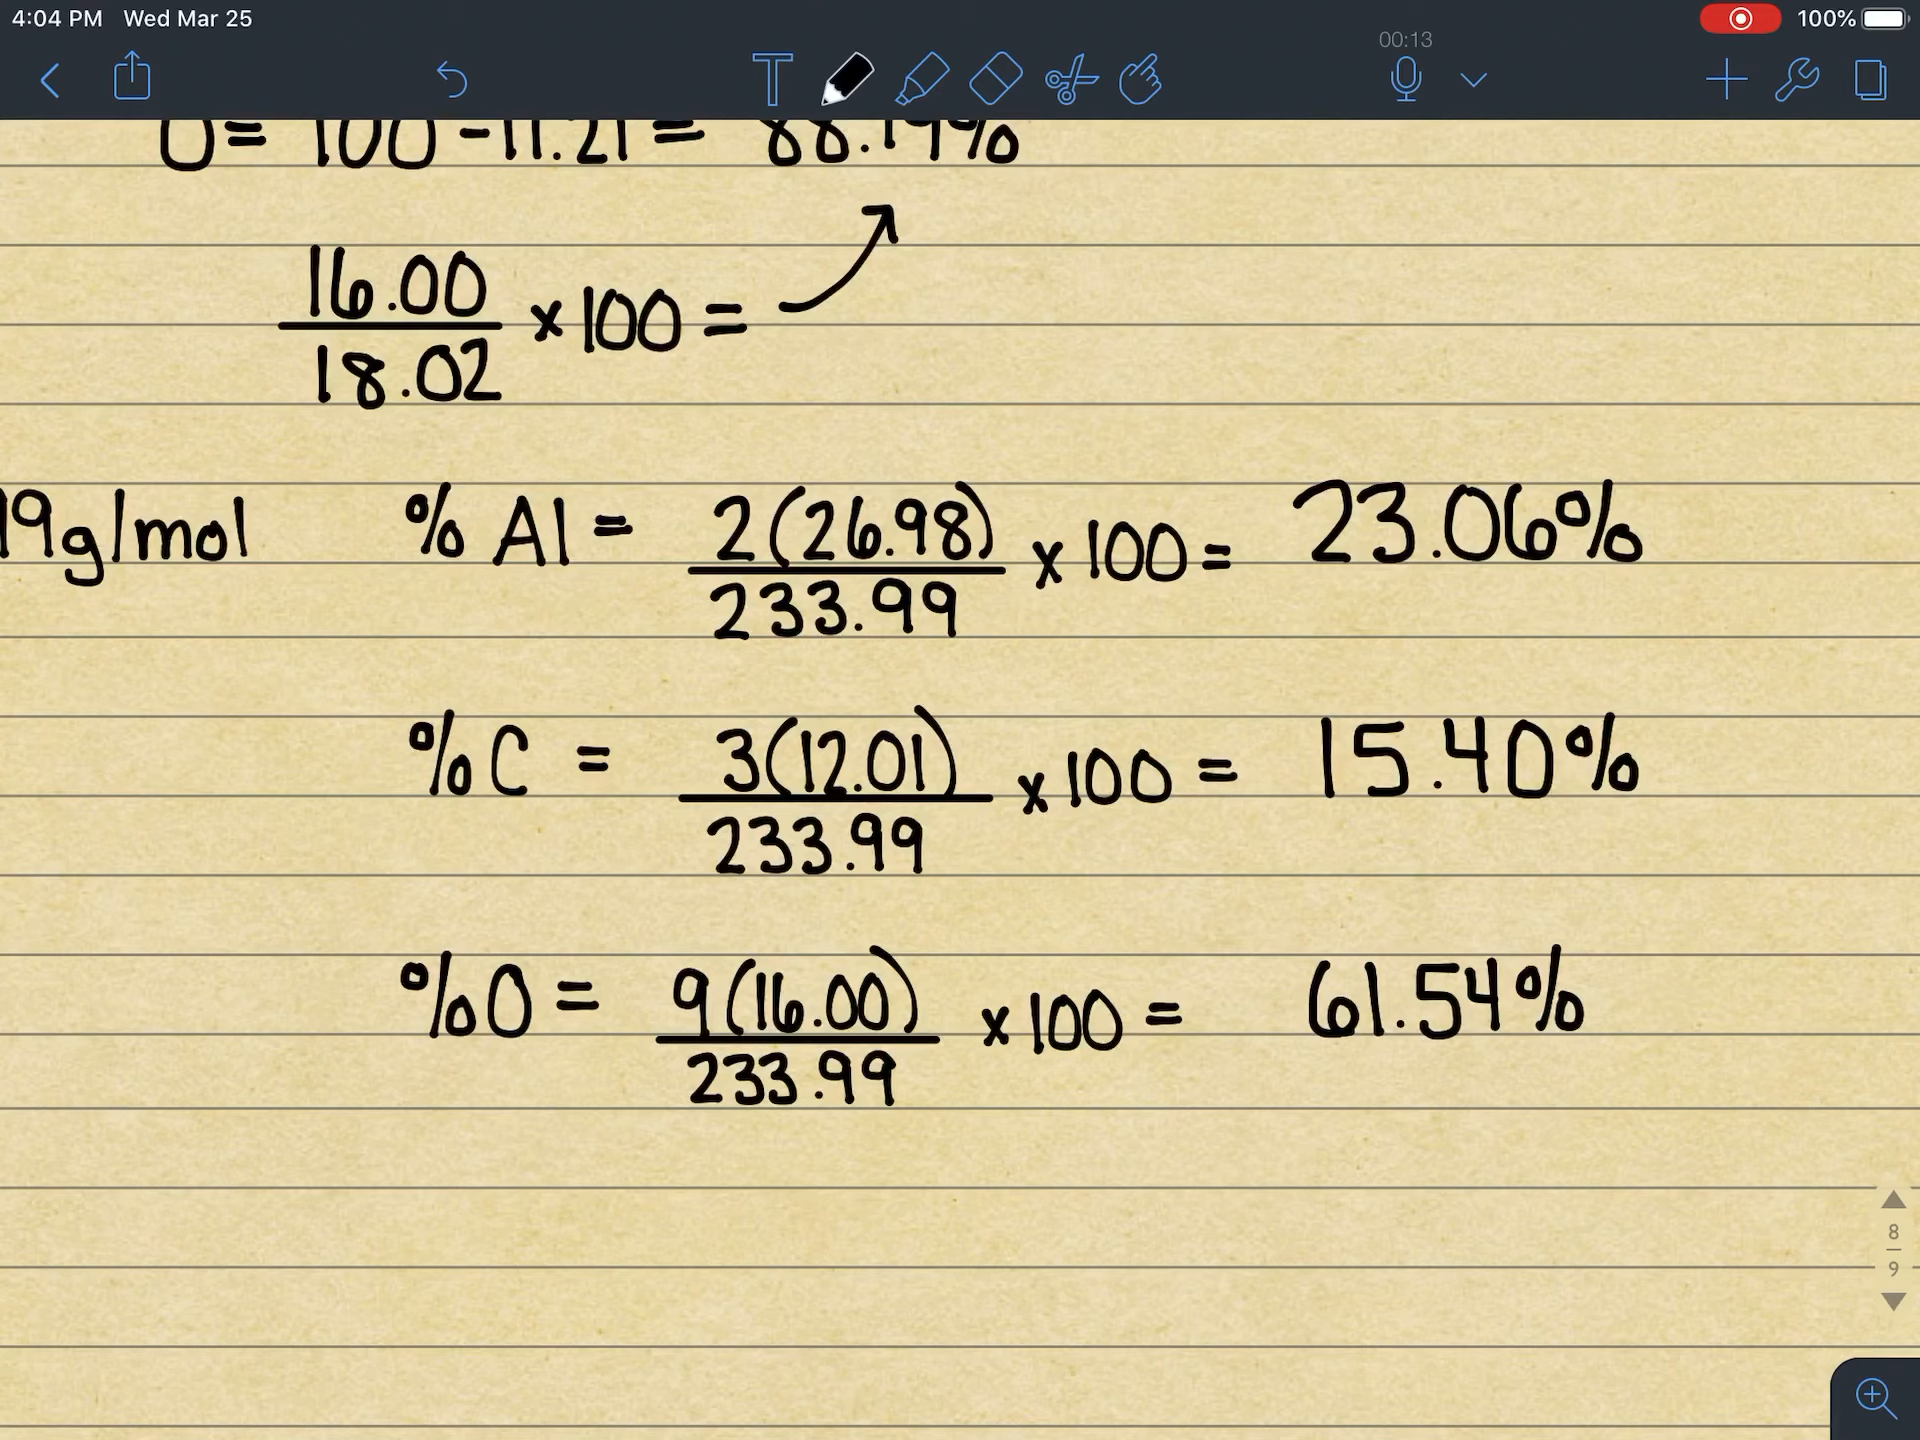 4:04 PM Wed Mar 25
100%
00:13
O= 100 -11.21 = 88.79%
16.00
x 100 =
18.02
99g/mol
% Al = 2(26.98) x 100 = 23.06%
233.99
%C = 3(12.01) x 100 = 15.40%
233.99
%O = 9(16.00) x 100 = 61.54%
233.99
8
9